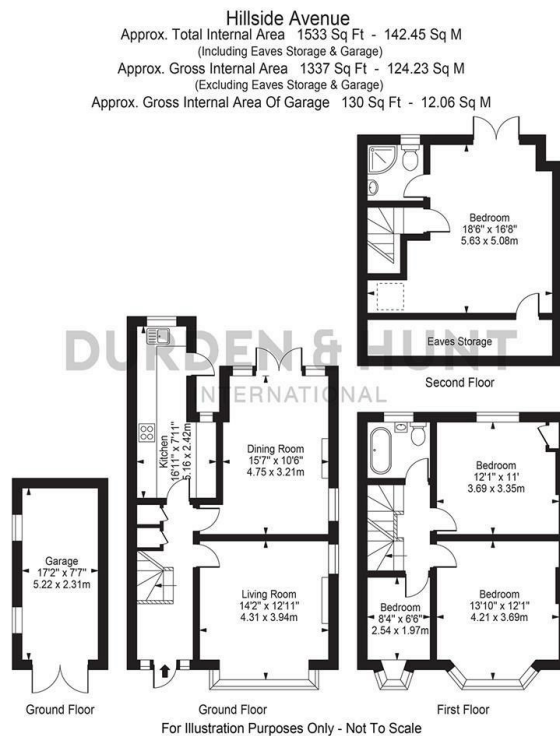 Hillside Avenue
Approx. Total Internal Area 1533 Sq Ft - 142.45 Sq M
(Including Eaves Storage & Garage)
Approx. Gross Internal Area 1337 Sq Ft - 124.23 Sq M
(Excluding Eaves Storage & Garage)
Approx. Gross Internal Area Of Garage 130 Sq Ft - 12.06 Sq M
Bedroom
18'6" x 16'8"
5.63 x 5.08m
Eaves Storage
Second Floor
DURDEN & HUNT
INTERNATIONAL
Kitchen
16'11" x 7'11"
5.16 x 2.42m
Dining Room
15'7" x 10'6"
4.75 x 3.21m
Bedroom
12'1" x 11'
3.69 x 3.35m
Garage
17'2" x 7'7"
5.22 x 2.31m
Living Room
14'2" x 12'11"
4.31 x 3.94m
Bedroom
8'4" x 6'6"
2.54 x 1.97m
Bedroom
13'10" x 12'1"
4.21 x 3.69m
Ground Floor
Ground Floor
First Floor
For Illustration Purposes Only - Not To Scale